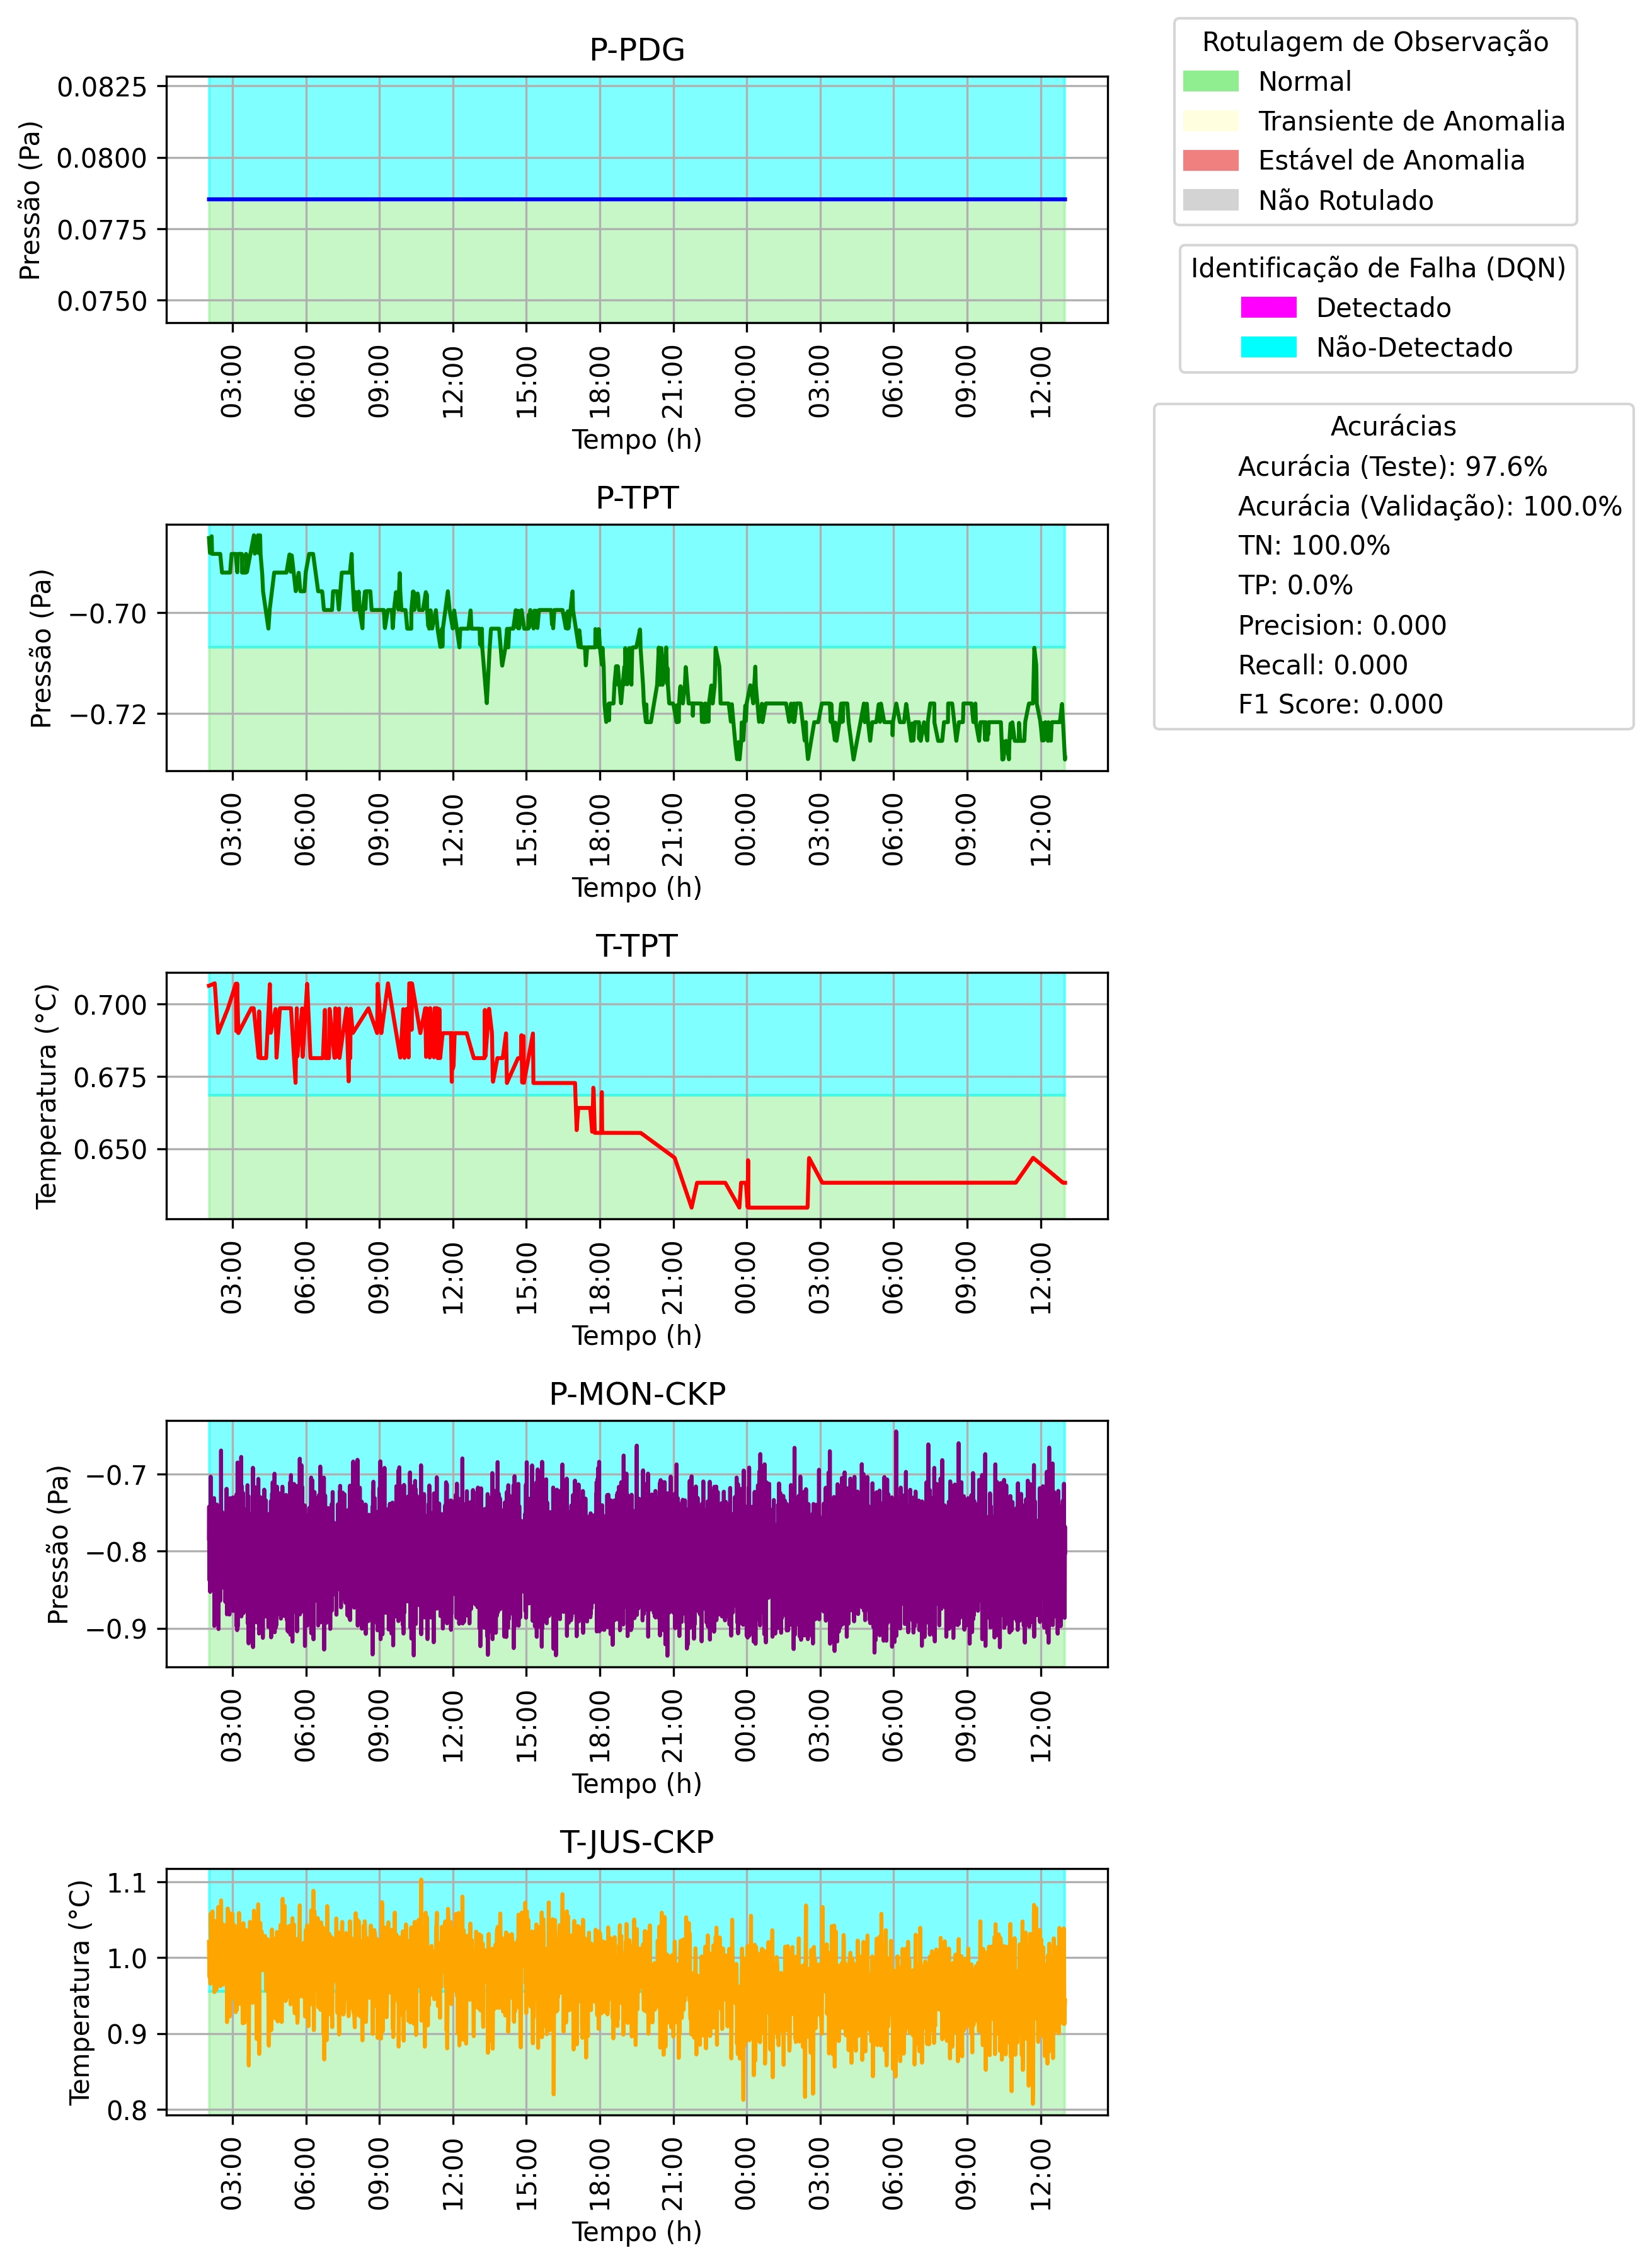 P-PDG
0.0825
0.0800
0.0775
0.0750
Pressão (Pa)
03:00 06:00 09:00 12:00 15:00 18:00 21:00 00:00 03:00 06:00 09:00 12:00
Tempo (h)
Rotulagem de Observação
Normal
Transiente de Anomalia
Estável de Anomalia
Não Rotulado
Identificação de Falha (DQN)
Detectado
Não-Detectado
Acurácias
Acurácia (Teste): 97.6%
Acurácia (Validação): 100.0%
TN: 100.0%
TP: 0.0%
Precision: 0.000
Recall: 0.000
F1 Score: 0.000
P-TPT
−0.70
−0.72
Pressão (Pa)
03:00 06:00 09:00 12:00 15:00 18:00 21:00 00:00 03:00 06:00 09:00 12:00
Tempo (h)
T-TPT
0.700
0.675
0.650
Temperatura (°C)
03:00 06:00 09:00 12:00 15:00 18:00 21:00 00:00 03:00 06:00 09:00 12:00
Tempo (h)
P-MON-CKP
−0.7
−0.8
−0.9
Pressão (Pa)
03:00 06:00 09:00 12:00 15:00 18:00 21:00 00:00 03:00 06:00 09:00 12:00
Tempo (h)
T-JUS-CKP
1.1
1.0
0.9
0.8
Temperatura (°C)
03:00 06:00 09:00 12:00 15:00 18:00 21:00 00:00 03:00 06:00 09:00 12:00
Tempo (h)